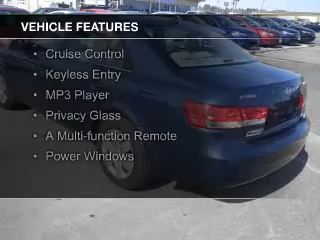 VEHICLE FEATURES
• Cruise Control
• Keyless Entry
• MP3 Player
• Privacy Glass
• A Multi-function Remote
• Power Windows